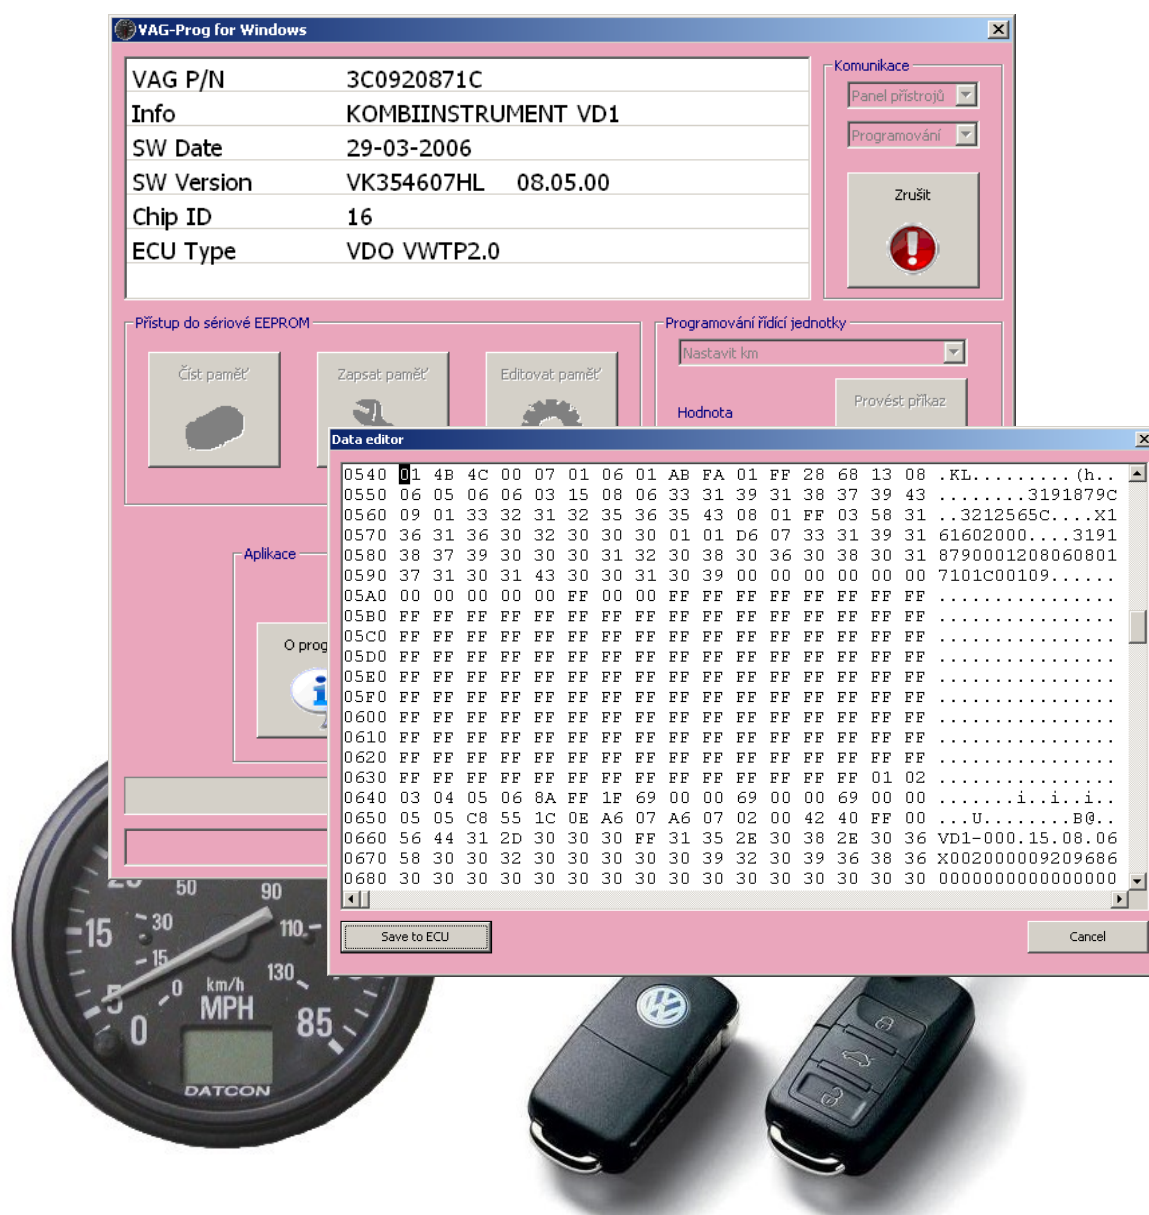 VAG-Prog for Windows
VAG P/N 3C0920871C
Info KOMBIINSTRUMENT VD1
SW Date 29-03-2006
SW Version VK354607HL 08.05.00
Chip ID 16
ECU Type VDO VWTP2.0
Komunikace
Panel přístrojů
Programování
Zrušit
Přístup do sériové EEPROM
Číst paměť
Zapsat paměť
Editovat paměť
Programování řídící jednotky
Nastavit km
Hodnota
Provést příkaz
Aplikace
O prog
Data editor
0540 01 4B 4C 00 07 01 06 01 AB FA 01 FF 28 68 13 08 .KL.........(h..
0550 06 05 06 06 03 15 08 06 33 31 39 31 38 37 39 43 ........3191879C
0560 09 01 33 32 31 32 35 36 35 43 08 01 FF 03 58 31 ..3212565C....X1
0570 36 31 36 30 32 30 30 30 01 01 D6 07 33 31 39 31 61602000....3191
0580 38 37 39 30 30 30 31 32 30 38 30 36 30 38 30 31 8790001208060801
0590 37 31 30 31 43 30 30 31 30 39 00 00 00 00 00 00 7101C00109......
05A0 00 00 00 00 00 FF 00 00 FF FF FF FF FF FF FF FF ................
05B0 FF FF FF FF FF FF FF FF FF FF FF FF FF FF FF FF ................
05C0 FF FF FF FF FF FF FF FF FF FF FF FF FF FF FF FF ................
05D0 FF FF FF FF FF FF FF FF FF FF FF FF FF FF FF FF ................
05E0 FF FF FF FF FF FF FF FF FF FF FF FF FF FF FF FF ................
05F0 FF FF FF FF FF FF FF FF FF FF FF FF FF FF FF FF ................
0600 FF FF FF FF FF FF FF FF FF FF FF FF FF FF FF FF ................
0610 FF FF FF FF FF FF FF FF FF FF FF FF FF FF FF FF ................
0620 FF FF FF FF FF FF FF FF FF FF FF FF FF FF FF FF ................
0630 FF FF FF FF FF FF FF FF FF FF FF FF FF FF 01 02 ................
0640 03 04 05 06 8A FF 1F 69 00 00 69 00 00 69 00 00 .......i..i..i..
0650 05 05 C8 55 1C 0E A6 07 A6 07 02 00 42 40 FF 00 ...U........B@..
0660 56 44 31 2D 30 30 30 FF 31 35 2E 30 38 2E 30 36 VD1-000.15.08.06
0670 58 30 30 32 30 30 30 30 30 39 32 30 39 36 38 36 X002000009209686
0680 30 30 30 30 30 30 30 30 30 30 30 30 30 30 30 30 0000000000000000
Save to ECU
Cancel
50 90
15 30 110
15 km/h 130
5 0 MPH
0 85
DATCON